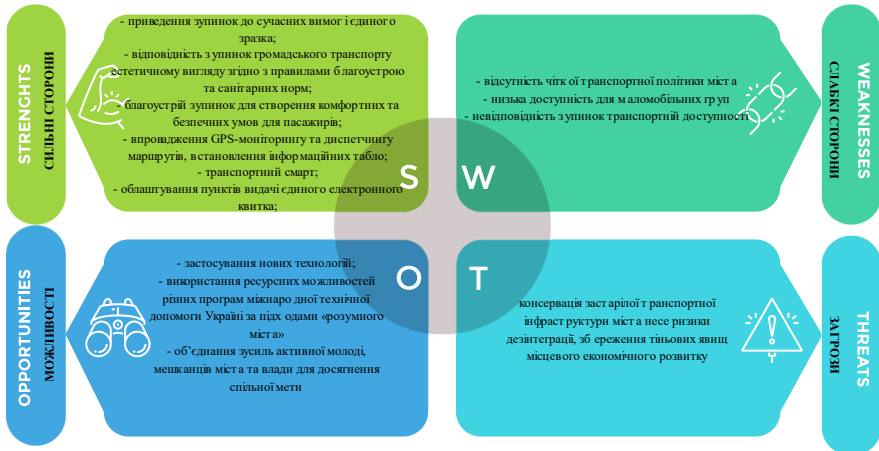 STRENGHTS
СИЛЬНІ СТОРОНИ
- приведення зупинок до сучасних вимог і єдиного
зразка;
- відповідність зупинок громадського транспорту
естетичному вигляду згідно з правилами благоустрою
та санітарних норм;
- благоустрій зупинок для створення комфортних та
безпечних умов для пасажирів;
- впровадження GPS-моніторингу та диспетчингу
маршрутів, встановлення інформаційних табло;
- транспортний смарт;
- облаштування пунктів видачі єдиного електронного
квитка;
S
W
- відсутність чіткої транспортної політики міста
- низька доступність для маломобільних груп
- невідповідність зупинок транспортній доступності
СЛАБКІ СТОРОНИ
WEAKNESSES
OPPORTUNITIES
МОЖЛИВОСТІ
- застосування нових технологій;
- використання ресурсних можливостей
різних програм міжнародної технічної
допомоги Україні за підходами «розумного
міста»
- об’єднання зусиль активної молоді,
мешканців міста та влади для досягнення
спільної мети
O
T
консервація застарілої транспортної
інфраструктури міста несе ризики
дезінтеграції, збереження тіньових явищ
місцевого економічного розвитку
ЗАГРОЗИ
THREATS